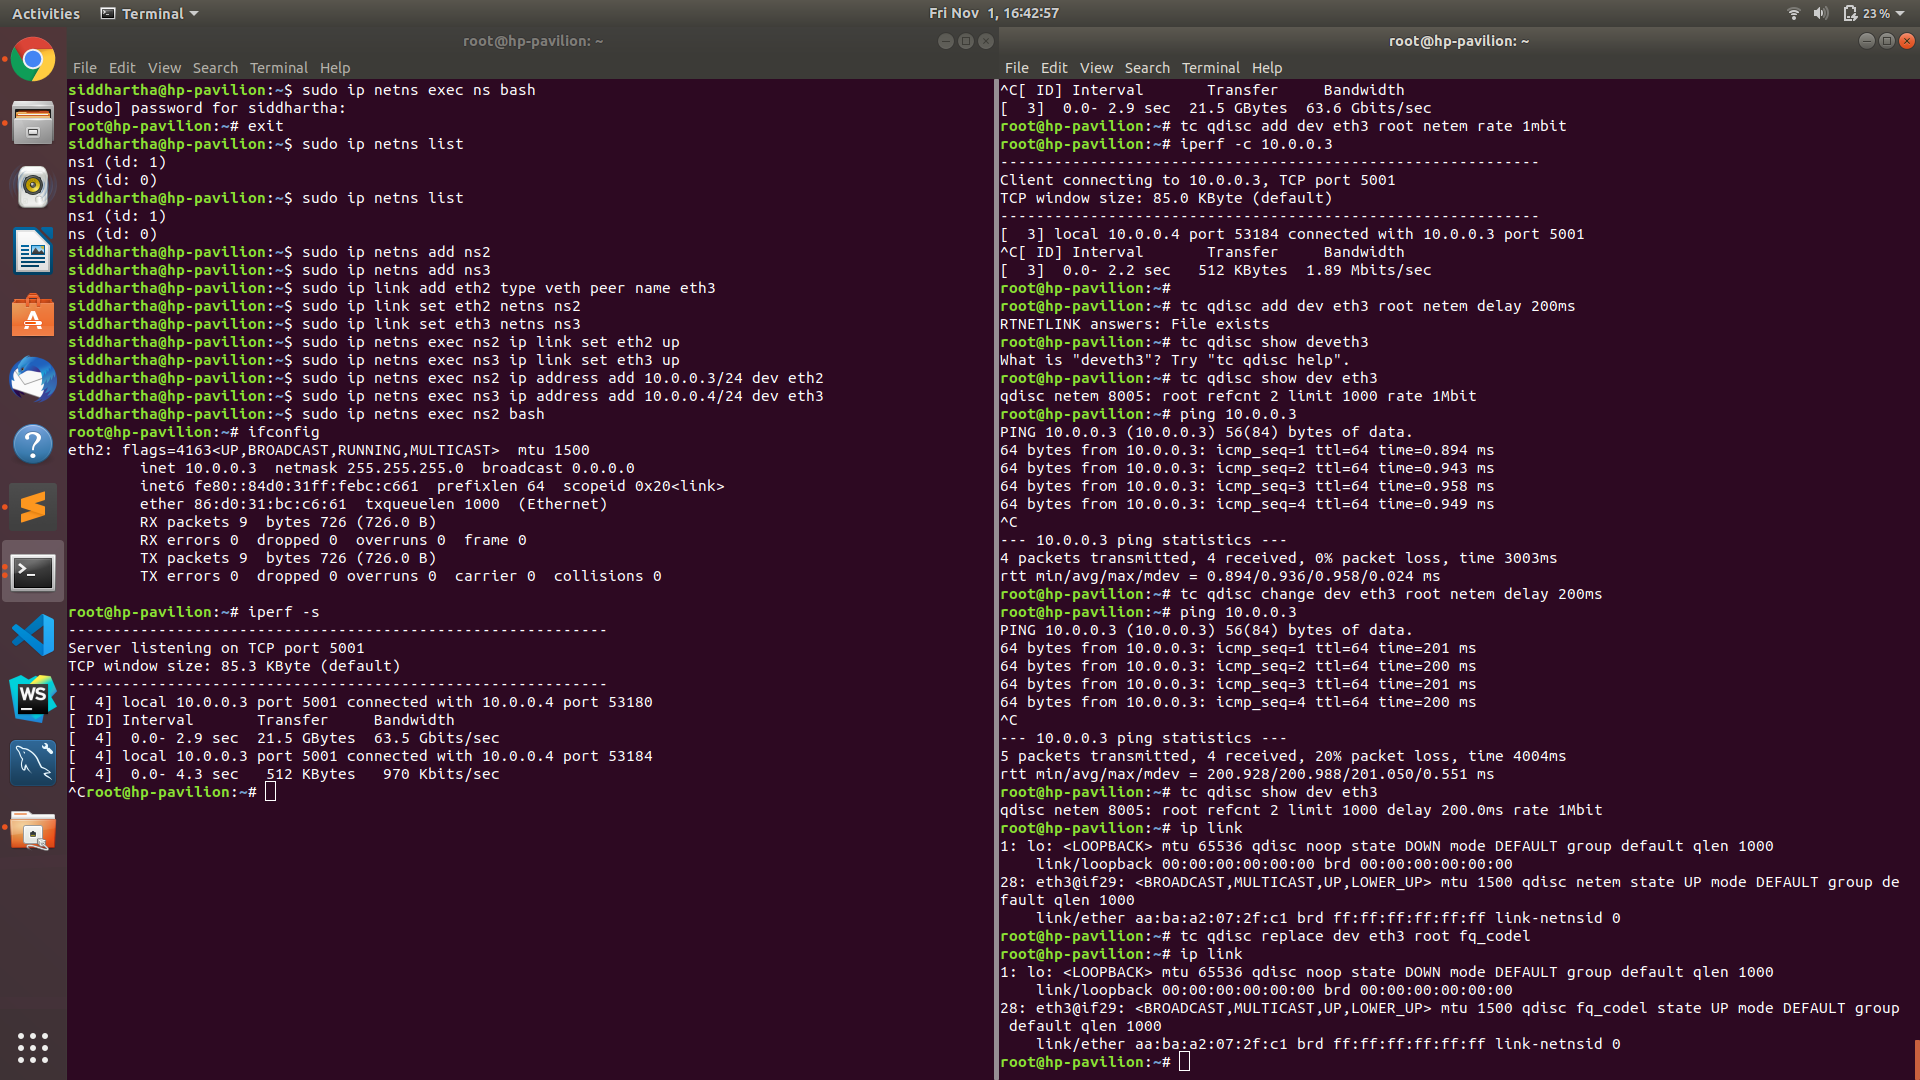 Activities Terminal Fri Nov 1, 16:42:57 23 %
root@hp-pavilion: ~
File Edit View Search Terminal Help
siddhartha@hp-pavilion:~$ sudo ip netns exec ns bash
[sudo] password for siddhartha:
root@hp-pavilion:~# exit
siddhartha@hp-pavilion:~$ sudo ip netns list
ns1 (id: 1)
ns (id: 0)
siddhartha@hp-pavilion:~$ sudo ip netns list
ns1 (id: 1)
ns (id: 0)
siddhartha@hp-pavilion:~$ sudo ip netns add ns2
siddhartha@hp-pavilion:~$ sudo ip netns add ns3
siddhartha@hp-pavilion:~$ sudo ip link add eth2 type veth peer name eth3
siddhartha@hp-pavilion:~$ sudo ip link set eth2 netns ns2
siddhartha@hp-pavilion:~$ sudo ip link set eth3 netns ns3
siddhartha@hp-pavilion:~$ sudo ip netns exec ns2 ip link set eth2 up
siddhartha@hp-pavilion:~$ sudo ip netns exec ns3 ip link set eth3 up
siddhartha@hp-pavilion:~$ sudo ip netns exec ns2 ip address add 10.0.0.3/24 dev eth2
siddhartha@hp-pavilion:~$ sudo ip netns exec ns3 ip address add 10.0.0.4/24 dev eth3
siddhartha@hp-pavilion:~$ sudo ip netns exec ns2 bash
root@hp-pavilion:~# ifconfig
eth2: flags=4163<UP,BROADCAST,RUNNING,MULTICAST>  mtu 1500
        inet 10.0.0.3  netmask 255.255.255.0  broadcast 0.0.0.0
        inet6 fe80::84d0:31ff:febc:c661  prefixlen 64  scopeid 0x20<link>
        ether 86:d0:31:bc:c6:61  txqueuelen 1000  (Ethernet)
        RX packets 9  bytes 726 (726.0 B)
        RX errors 0  dropped 0  overruns 0  frame 0
        TX packets 9  bytes 726 (726.0 B)
        TX errors 0  dropped 0 overruns 0  carrier 0  collisions 0
root@hp-pavilion:~# iperf -s
------------------------------------------------------------
Server listening on TCP port 5001
TCP window size: 85.3 KByte (default)
------------------------------------------------------------
[  4] local 10.0.0.3 port 5001 connected with 10.0.0.4 port 53180
[ ID] Interval       Transfer     Bandwidth
[  4]  0.0- 2.9 sec  21.5 GBytes  63.5 Gbits/sec
[  4] local 10.0.0.3 port 5001 connected with 10.0.0.4 port 53184
[  4]  0.0- 4.3 sec   512 KBytes   970 Kbits/sec
^Croot@hp-pavilion:~#
root@hp-pavilion: ~
File Edit View Search Terminal Help
^C[ ID] Interval       Transfer     Bandwidth
[  3]  0.0- 2.9 sec  21.5 GBytes  63.6 Gbits/sec
root@hp-pavilion:~# tc qdisc add dev eth3 root netem rate 1mbit
root@hp-pavilion:~# iperf -c 10.0.0.3
------------------------------------------------------------
Client connecting to 10.0.0.3, TCP port 5001
TCP window size: 85.0 KByte (default)
------------------------------------------------------------
[  3] local 10.0.0.4 port 53184 connected with 10.0.0.3 port 5001
^C[ ID] Interval       Transfer     Bandwidth
[  3]  0.0- 2.2 sec   512 KBytes  1.89 Mbits/sec
root@hp-pavilion:~#
root@hp-pavilion:~# tc qdisc add dev eth3 root netem delay 200ms
RTNETLINK answers: File exists
root@hp-pavilion:~# tc qdisc show deveth3
What is "deveth3"? Try "tc qdisc help".
root@hp-pavilion:~# tc qdisc show dev eth3
qdisc netem 8005: root refcnt 2 limit 1000 rate 1Mbit
root@hp-pavilion:~# ping 10.0.0.3
PING 10.0.0.3 (10.0.0.3) 56(84) bytes of data.
64 bytes from 10.0.0.3: icmp_seq=1 ttl=64 time=0.894 ms
64 bytes from 10.0.0.3: icmp_seq=2 ttl=64 time=0.943 ms
64 bytes from 10.0.0.3: icmp_seq=3 ttl=64 time=0.958 ms
64 bytes from 10.0.0.3: icmp_seq=4 ttl=64 time=0.949 ms
^C
--- 10.0.0.3 ping statistics ---
4 packets transmitted, 4 received, 0% packet loss, time 3003ms
rtt min/avg/max/mdev = 0.894/0.936/0.958/0.024 ms
root@hp-pavilion:~# tc qdisc change dev eth3 root netem delay 200ms
root@hp-pavilion:~# ping 10.0.0.3
PING 10.0.0.3 (10.0.0.3) 56(84) bytes of data.
64 bytes from 10.0.0.3: icmp_seq=1 ttl=64 time=201 ms
64 bytes from 10.0.0.3: icmp_seq=2 ttl=64 time=200 ms
64 bytes from 10.0.0.3: icmp_seq=3 ttl=64 time=201 ms
64 bytes from 10.0.0.3: icmp_seq=4 ttl=64 time=200 ms
^C
--- 10.0.0.3 ping statistics ---
5 packets transmitted, 4 received, 20% packet loss, time 4004ms
rtt min/avg/max/mdev = 200.928/200.988/201.050/0.551 ms
root@hp-pavilion:~# tc qdisc show dev eth3
qdisc netem 8005: root refcnt 2 limit 1000 delay 200.0ms rate 1Mbit
root@hp-pavilion:~# ip link
1: lo: <LOOPBACK> mtu 65536 qdisc noop state DOWN mode DEFAULT group default qlen 1000
    link/loopback 00:00:00:00:00:00 brd 00:00:00:00:00:00
28: eth3@if29: <BROADCAST,MULTICAST,UP,LOWER_UP> mtu 1500 qdisc netem state UP mode DEFAULT group de
fault qlen 1000
    link/ether aa:ba:a2:07:2f:c1 brd ff:ff:ff:ff:ff:ff link-netnsid 0
root@hp-pavilion:~# tc qdisc replace dev eth3 root fq_codel
root@hp-pavilion:~# ip link
1: lo: <LOOPBACK> mtu 65536 qdisc noop state DOWN mode DEFAULT group default qlen 1000
    link/loopback 00:00:00:00:00:00 brd 00:00:00:00:00:00
28: eth3@if29: <BROADCAST,MULTICAST,UP,LOWER_UP> mtu 1500 qdisc fq_codel state UP mode DEFAULT group
 default qlen 1000
    link/ether aa:ba:a2:07:2f:c1 brd ff:ff:ff:ff:ff:ff link-netnsid 0
root@hp-pavilion:~#
WS